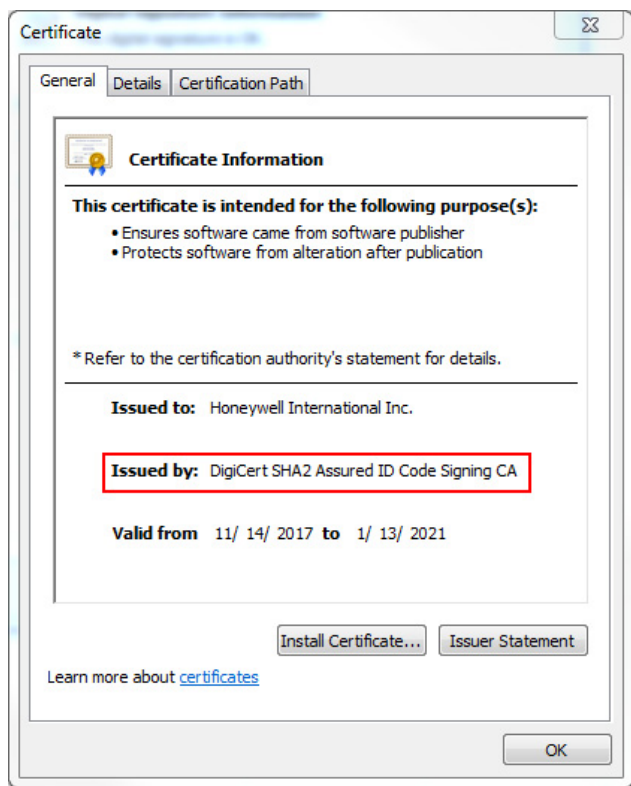 Certificate
General
Details
Certification Path
Certificate Information
This certificate is intended for the following purpose(s):
• Ensures software came from software publisher
• Protects software from alteration after publication
* Refer to the certification authority's statement for details.
Issued to: Honeywell International Inc.
Issued by: DigiCert SHA2 Assured ID Code Signing CA
Valid from 11/ 14/ 2017 to 1/ 13/ 2021
Install Certificate...
Issuer Statement
Learn more about certificates
OK